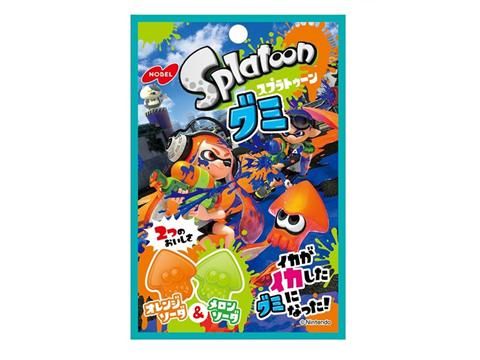 NOBEL
Splatoon
スプラトゥーン
グミ
2つの
おいしさ
オレンジ
ソーダ
&
メロン
ソーダ
イカが
イカした
グミに
なった!
© Nintendo